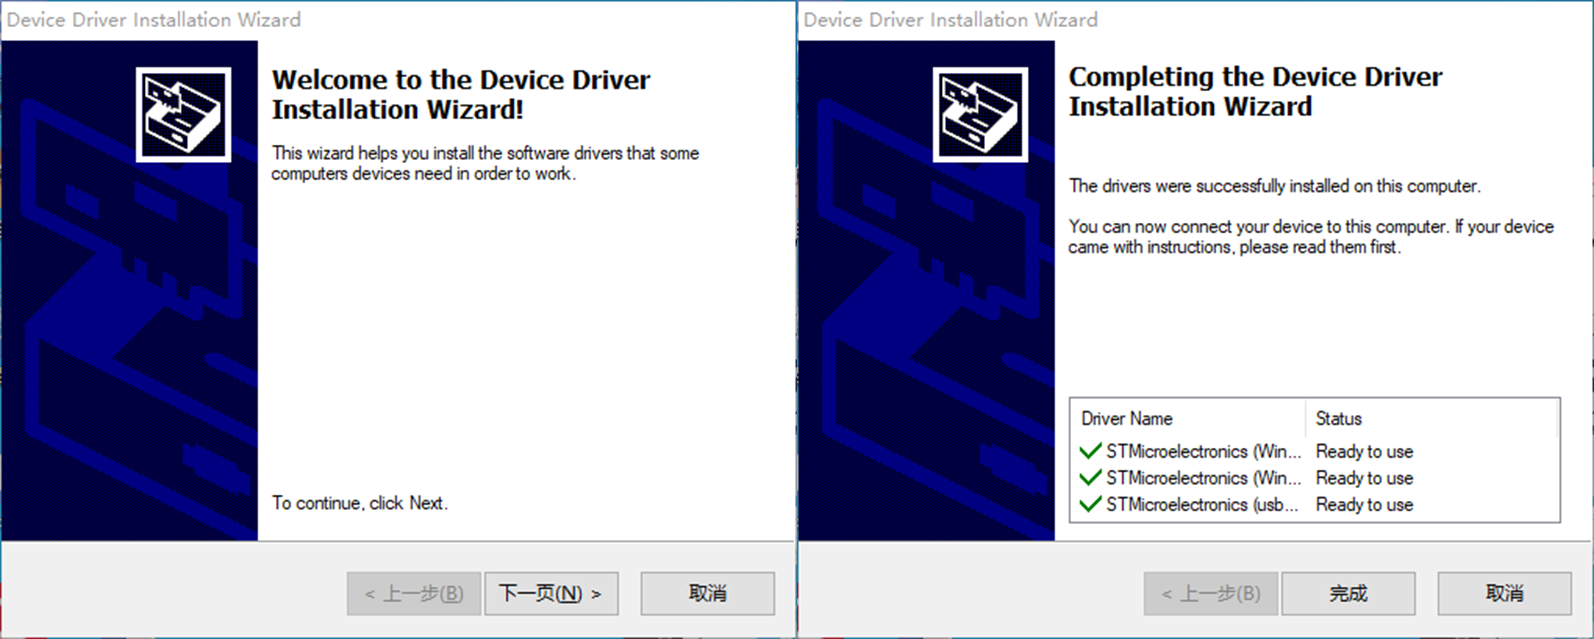 Device Driver Installation Wizard
Welcome to the Device Driver
Installation Wizard!
This wizard helps you install the software drivers that some
computers devices need in order to work.
To continue, click Next.
< 上一步(B)
下一页(N) >
取消
Device Driver Installation Wizard
Completing the Device Driver
Installation Wizard
The drivers were successfully installed on this computer.
You can now connect your device to this computer. If your device
came with instructions, please read them first.
Driver Name Status
STMicroelectronics (Win... Ready to use
STMicroelectronics (Win... Ready to use
STMicroelectronics (usb... Ready to use
< 上一步(B)
完成
取消